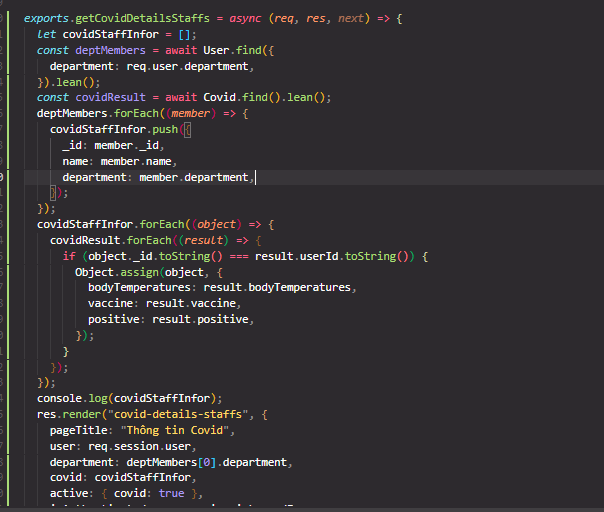 exports.getCovidDetailsStaffs = async (req, res, next) => {
  let covidStaffInfor = [];
  const deptMembers = await User.find({
    department: req.user.department,
  }).lean();
  const covidResult = await Covid.find().lean();
  deptMembers.forEach((member) => {
    covidStaffInfor.push({
      _id: member._id,
      name: member.name,
      department: member.department,
    });
  });
  covidStaffInfor.forEach((object) => {
    covidResult.forEach((result) => {
      if (object._id.toString() === result.userId.toString()) {
        Object.assign(object, {
          bodyTemperatures: result.bodyTemperatures,
          vaccine: result.vaccine,
          positive: result.positive,
        });
      }
    });
  });
  console.log(covidStaffInfor);
  res.render("covid-details-staffs", {
    pageTitle: "Thông tin Covid",
    user: req.session.user,
    department: deptMembers[0].department,
    covid: covidStaffInfor,
    active: { covid: true },